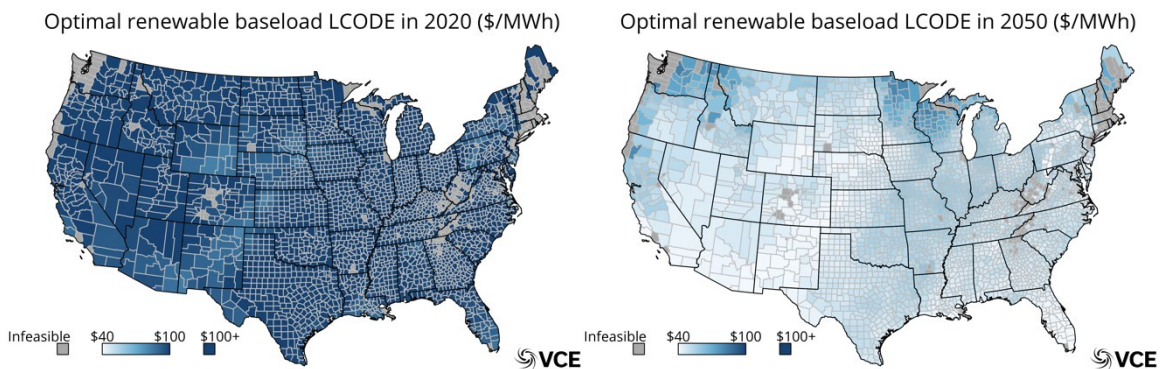 Optimal renewable baseload LCODE in 2020 ($/MWh)
Infeasible
$40 $100 $100+
VCE
Optimal renewable baseload LCODE in 2050 ($/MWh)
Infeasible
$40 $100 $100+
VCE